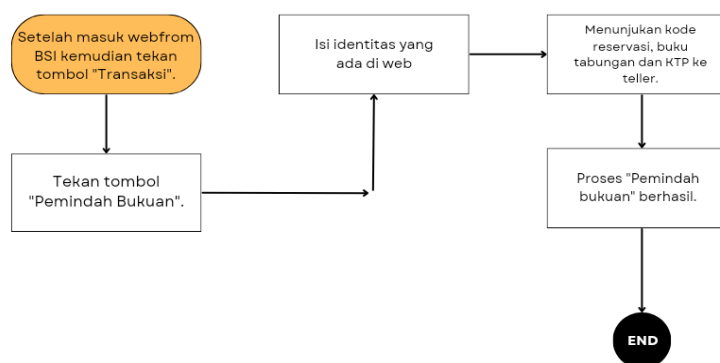 Setelah masuk webfrom
BSI kemudian tekan
tombol "Transaksi".
Tekan tombol
"Pemindah Bukuan".
Isi identitas yang
ada di web
Menunjukan kode
reservasi, buku
tabungan dan KTP ke
teller.
Proses "Pemindah
bukuan" berhasil.
END